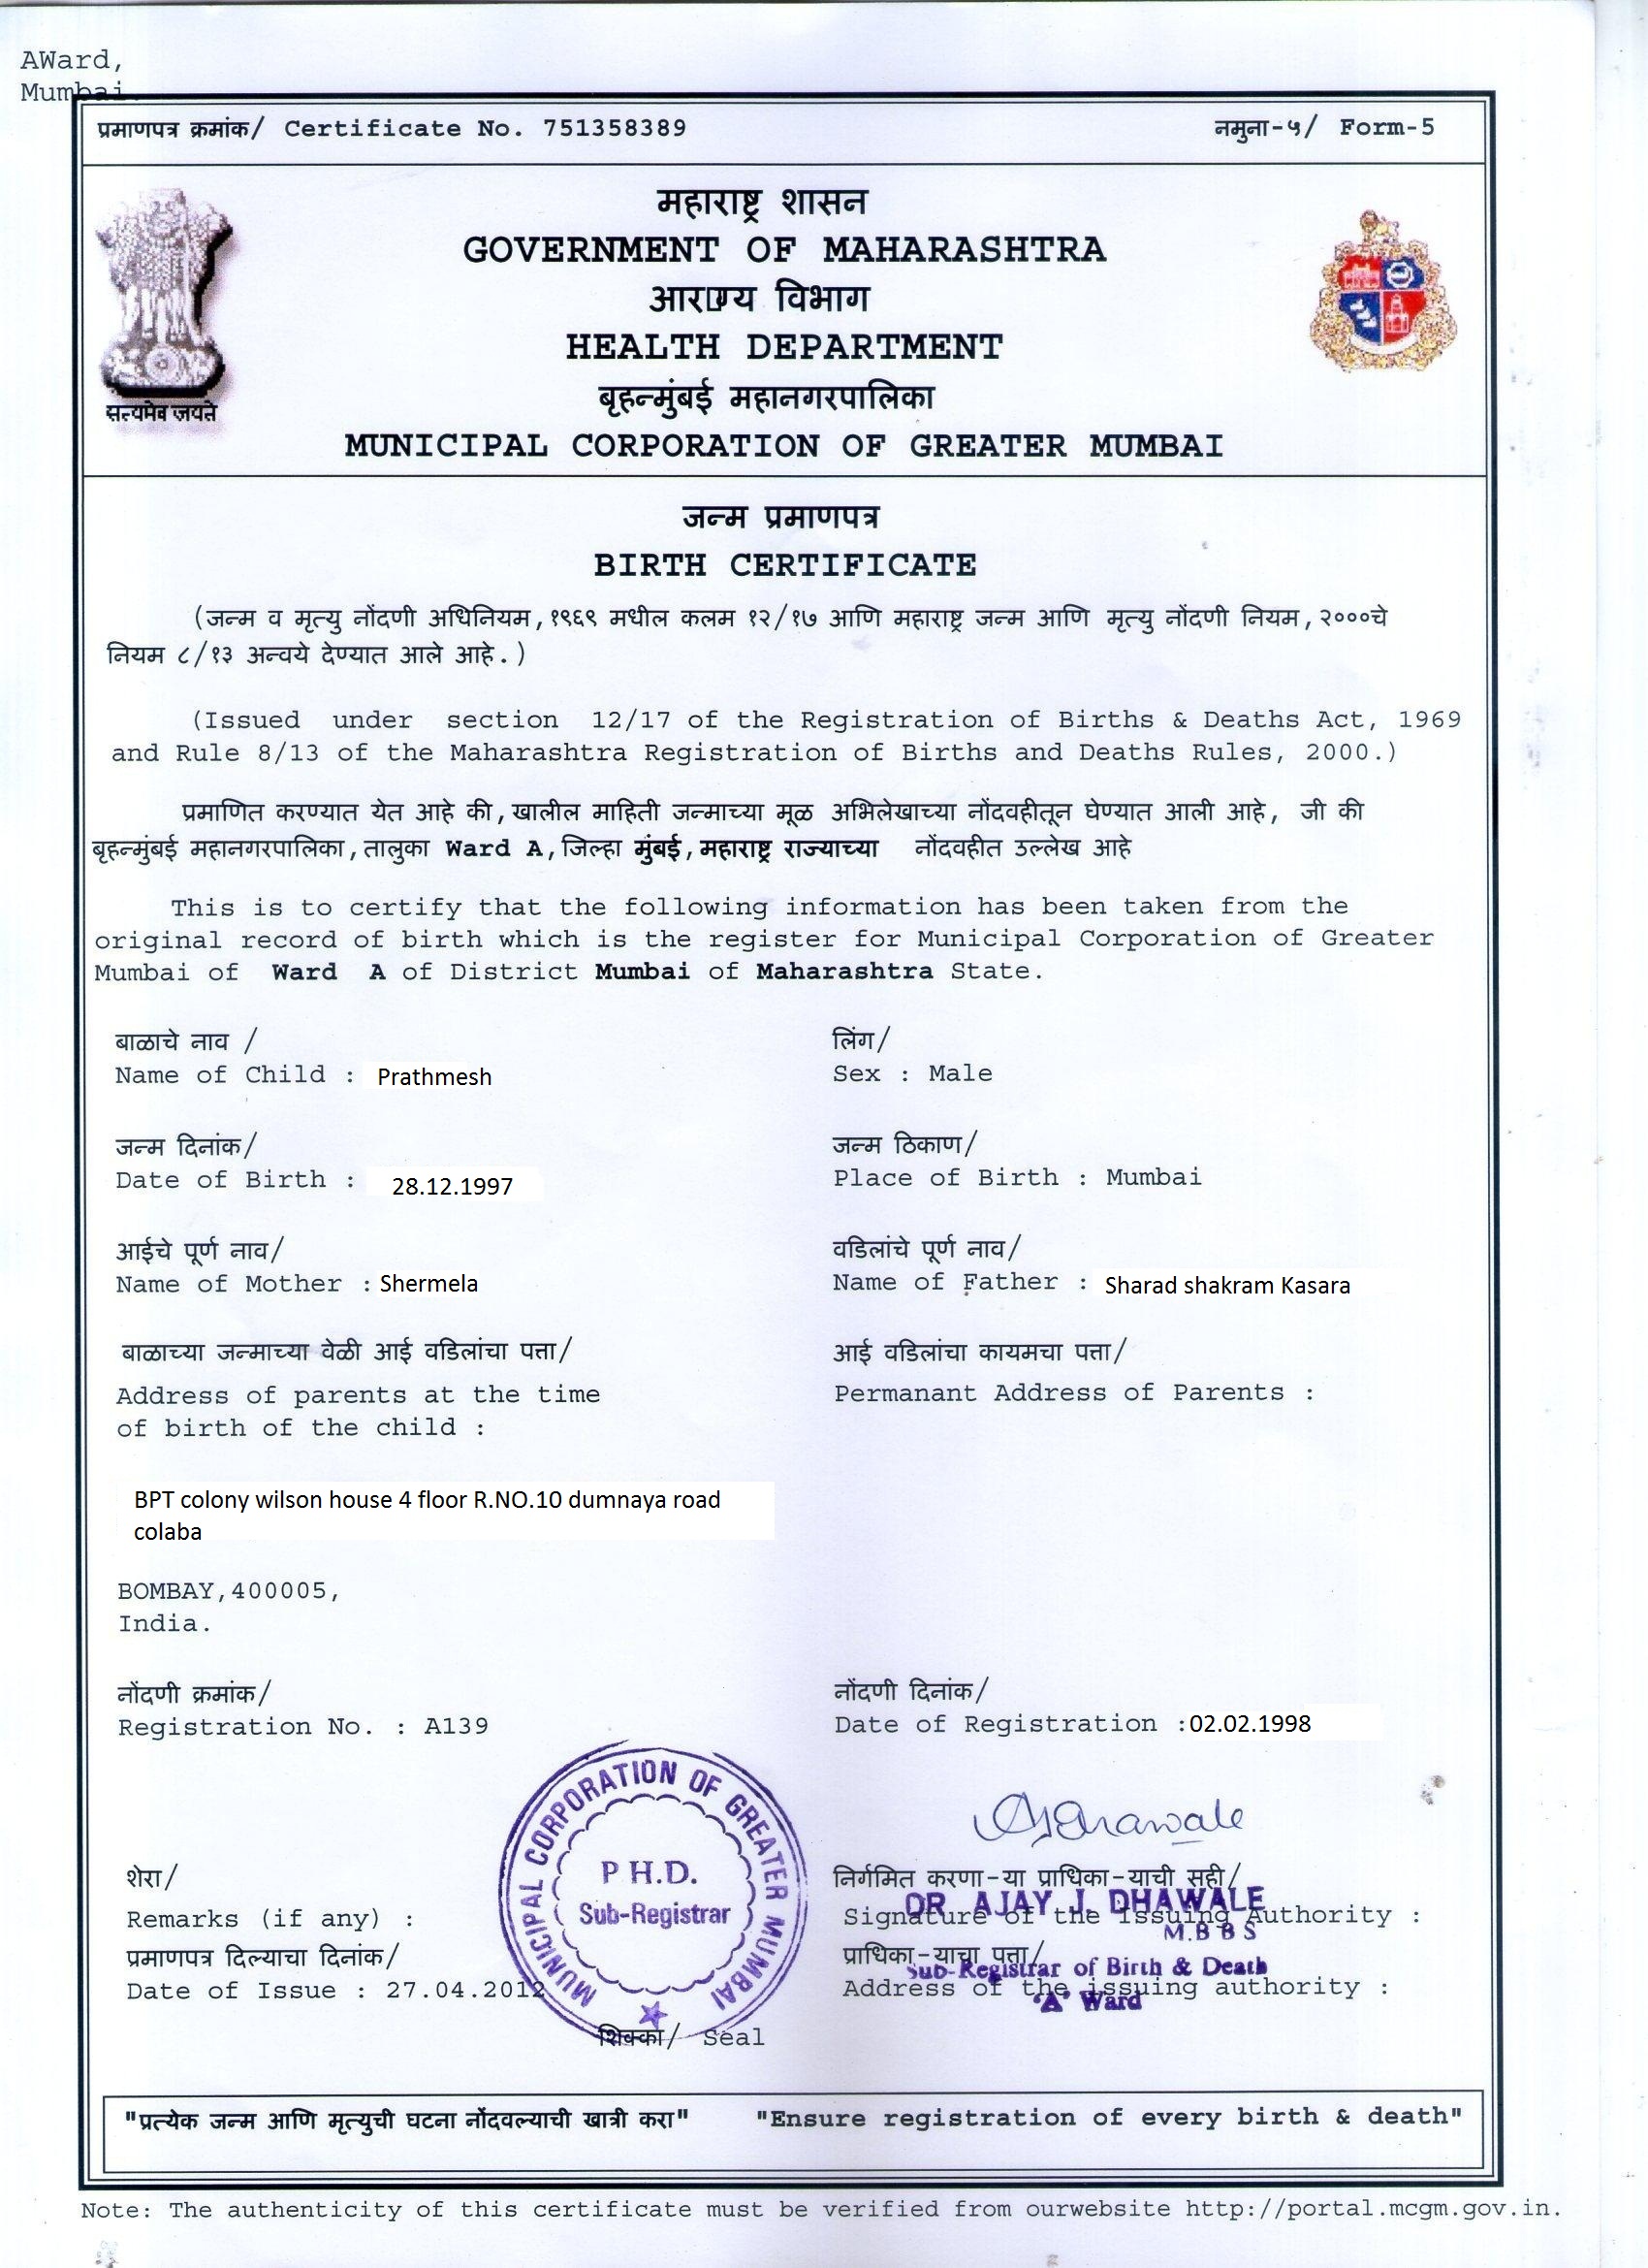 AWard,
Mumbai.
प्रमाणपत्र क्रमांक/ Certificate No. 751358389 नमुना-५/ Form-5
महाराष्ट्र शासन
GOVERNMENT OF MAHARASHTRA
विभाग
HEALTH DEPARTMENT
सत्यमेव जयते
बृहन्मुंबई महानगरपालिका
MUNICIPAL CORPORATION OF GREATER MUMBAI
जन्म प्रमाणपत्र
BIRTH CERTIFICATE
(जन्म व मृत्यु नोंदणी अधिनियम,१९६९ मधील कलम १२/१७ आणि महाराष्ट्र जन्म आणि मृत्यु नोंदणी नियम,२०००चे
नियम ८/१३ अन्वये देण्यात आले आहे.)
(Issued under section 12/17 of the Registration of Births & Deaths Act, 1969
and Rule 8/13 of the Maharashtra Registration of Births and Deaths Rules, 2000.)
प्रमाणित करण्यात येत आहे की,खालील माहिती जन्माच्या मूळ अभिलेखाच्या नोंदवहीतून घेण्यात आली आहे, जी की
बृहन्मुंबई महानगरपालिका,तालुका Ward A,जिल्हा मुंबई,महाराष्ट्र राज्याच्या नोंदवहीत उल्लेख आहे
This is to certify that the following information has been taken from the
original record of birth which is the register for Municipal Corporation of Greater
Mumbai of Ward A of District Mumbai of Maharashtra State.
बाळाचे नाव / लिंग/
Name of Child : Prathmesh Sex : Male
जन्म दिनांक/ जन्म ठिकाण/
Date of Birth : 28.12.1997 Place of Birth : Mumbai
आईचे पूर्ण नाव/ वडिलांचे पूर्ण नाव/
Name of Mother : Shermela Name of Father : Sharad shakram Kasara
बाळाच्या जन्माच्या वेळी आई वडिलांचा पत्ता/ आई वडिलांचा कायमचा पत्ता/
Address of parents at the time Permanant Address of Parents :
of birth of the child :
BPT colony wilson house 4 floor R.NO.10 dumnaya road
colaba
BOMBAY,400005,
India.
नोंदणी क्रमांक/ नोंदणी दिनांक/
Registration No. : A139 Date of Registration :02.02.1998
MUNICIPAL CORPORATION OF GREATER MUMBAI
P H.D.
Sub-Registrar
शेरा/ निर्गमित करणा-या प्राधिका-याची सही/
DR AJAY J. DHAWALE
Remarks (if any) : Signature of the Issuing Authority :
M.B B S
प्रमाणपत्र दिल्याचा दिनांक/ प्राधिका-याचा पत्ता/
Sub-Registrar of Birth & Death
Date of Issue : 27.04.2012 Address of the issuing authority :
'A' Ward
शिक्का/ Seal
"प्रत्येक जन्म आणि मृत्युची घटना नोंदवल्याची खात्री करा" "Ensure registration of every birth & death"
Note: The authenticity of this certificate must be verified from ourwebsite http://portal.mcgm.gov.in.